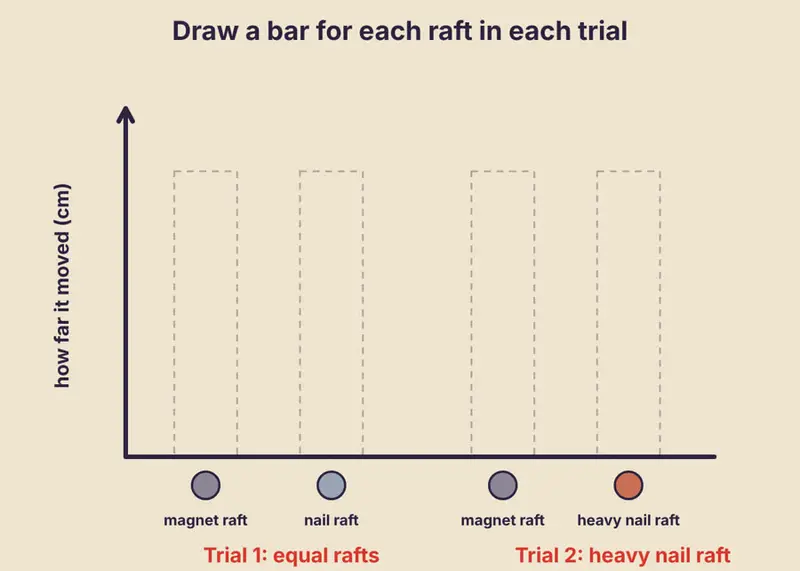 Draw a bar for each raft in each trial
how far it moved (cm)
magnet raft
nail raft
magnet raft
heavy nail raft
Trial 1: equal rafts
Trial 2: heavy nail raft